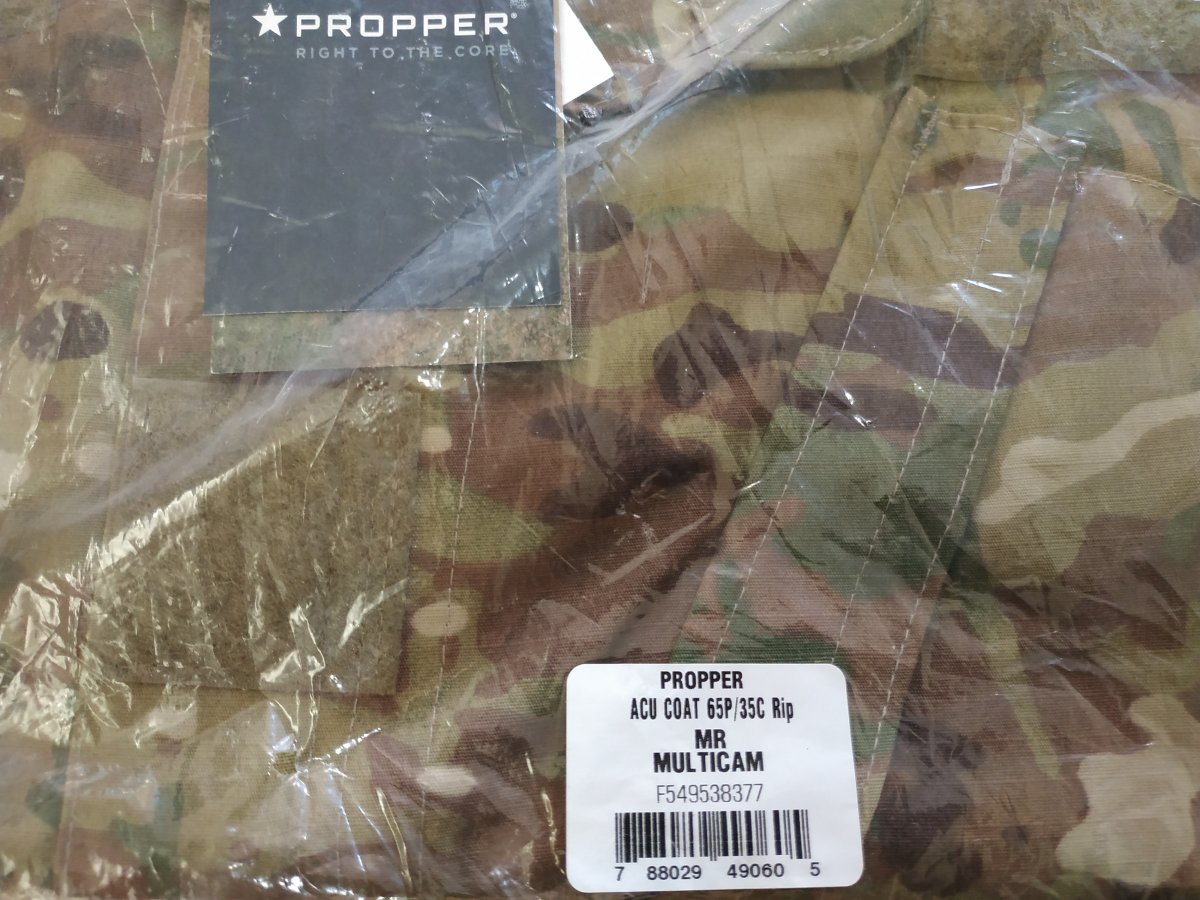 PROPPER®
RIGHT TO THE CORE
PROPPER
ACU COAT 65P/35C Rip
MR
MULTICAM
F549538377
7 88029 49060 5